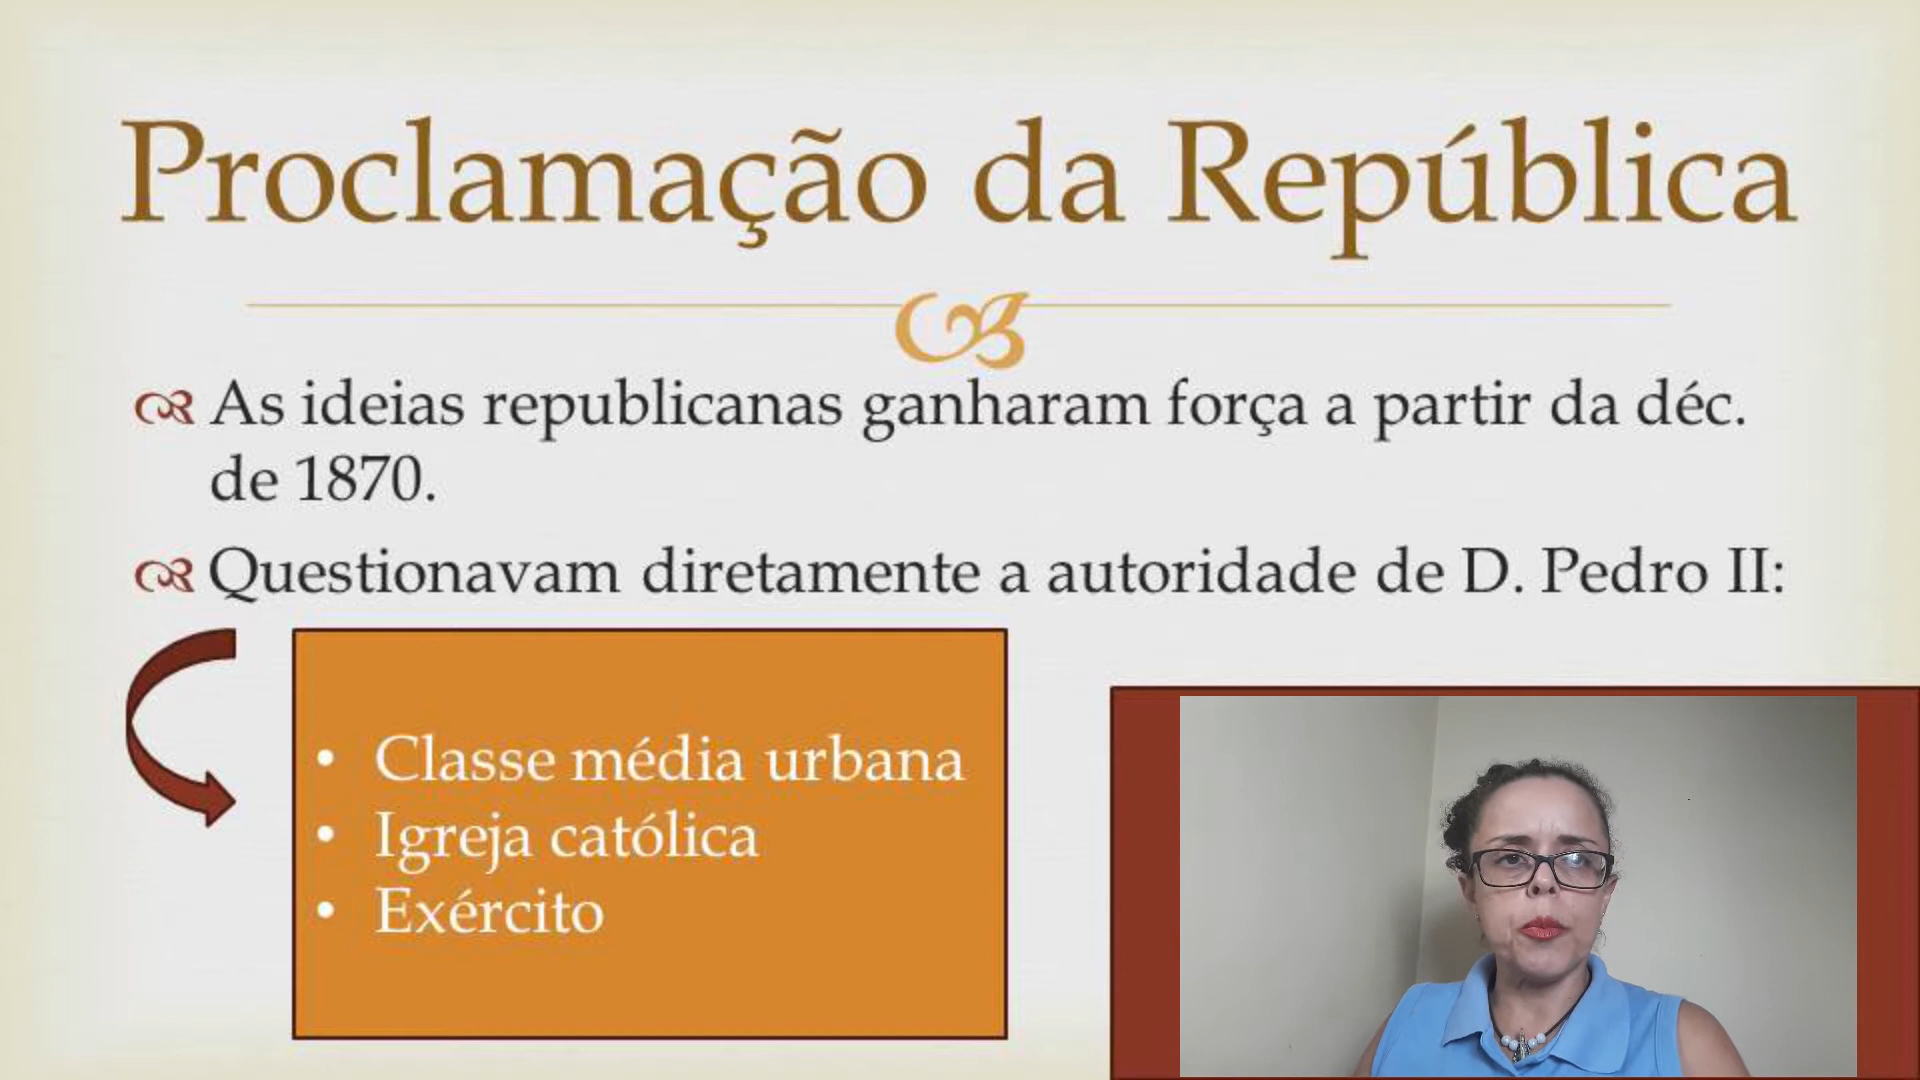 Proclamação da República
As ideias republicanas ganharam força a partir da déc.
de 1870.
Questionavam diretamente a autoridade de D. Pedro II:
• Classe média urbana
• Igreja católica
• Exército